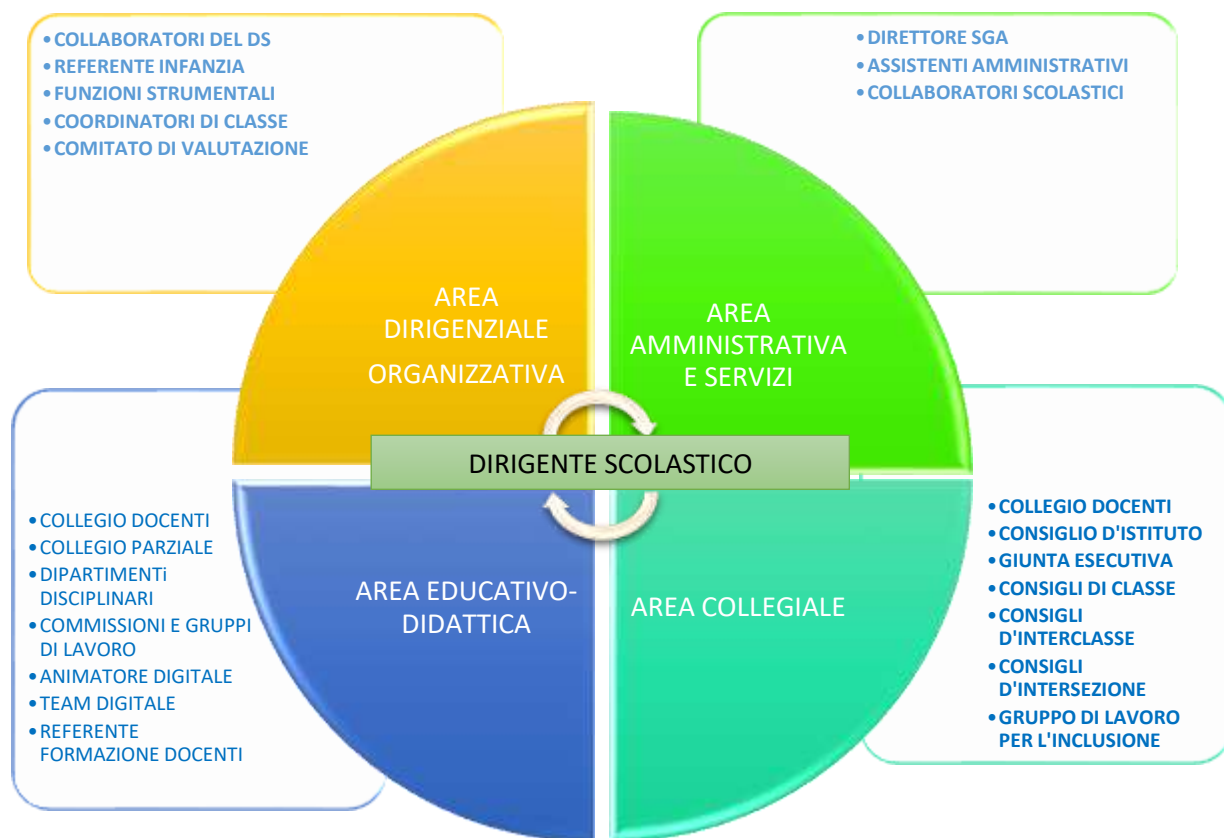 •COLLABORATORI DEL DS
•REFERENTE INFANZIA
•FUNZIONI STRUMENTALI
•COORDINATORI DI CLASSE
•COMITATO DI VALUTAZIONE
•DIRETTORE SGA
•ASSISTENTI AMMINISTRATIVI
•COLLABORATORI SCOLASTICI
AREA
DIRIGENZIALE
ORGANIZZATIVA
AREA
AMMINISTRATIVA
E SERVIZI
DIRIGENTE SCOLASTICO
•COLLEGIO DOCENTI
•COLLEGIO PARZIALE
•DIPARTIMENTi
DISCIPLINARI
•COMMISSIONI E GRUPPI
DI LAVORO
•ANIMATORE DIGITALE
•TEAM DIGITALE
•REFERENTE
FORMAZIONE DOCENTI
AREA EDUCATIVO-
DIDATTICA
AREA COLLEGIALE
•COLLEGIO DOCENTI
•CONSIGLIO D'ISTITUTO
•GIUNTA ESECUTIVA
•CONSIGLI DI CLASSE
•CONSIGLI
D'INTERCLASSE
•CONSIGLI
D'INTERSEZIONE
•GRUPPO DI LAVORO
PER L'INCLUSIONE